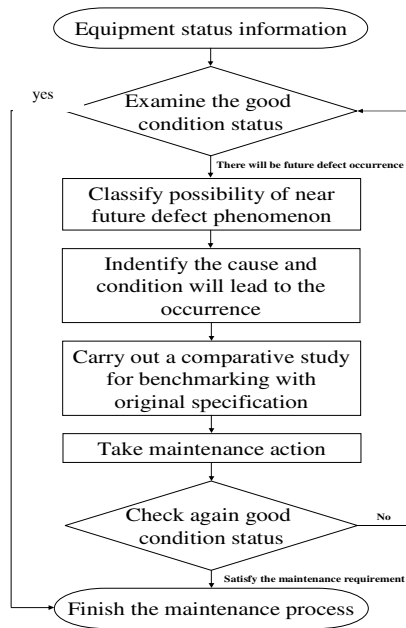 Equipment status information
yes
Examine the good
condition status
There will be future defect occurrence
Classify possibility of near
future defect phenomenon
Indentify the cause and
condition will lead to the
occurrence
Carry out a comparative study
for benchmarking with
original specification
Take maintenance action
Check again good
condition status
No
Satisfy the maintenance requirement
Finish the maintenance process